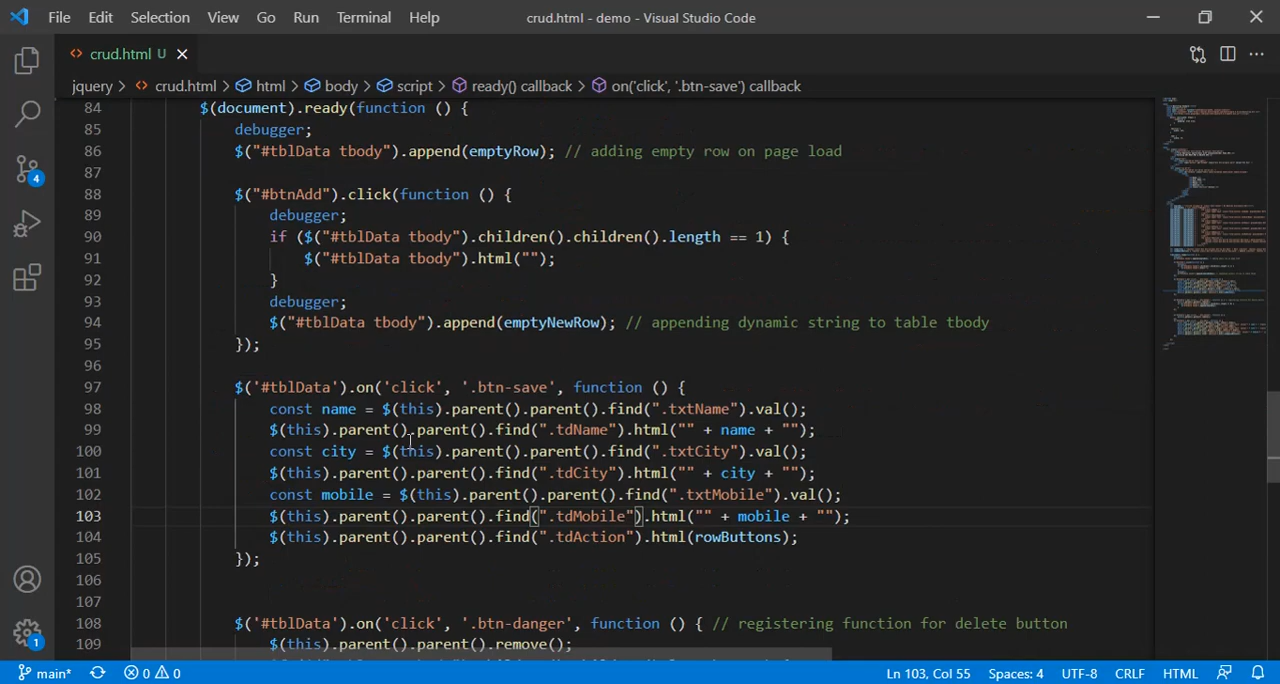 File Edit Selection View Go Run Terminal Help crud.html - demo - Visual Studio Code
crud.html U
jquery > crud.html > html > body > script > ready() callback > on('click', '.btn-save') callback
84 $(document).ready(function () {
85 debugger;
86 $("#tblData tbody").append(emptyRow); // adding empty row on page load
87
88 $("#btnAdd").click(function () {
89 debugger;
90 if ($("#tblData tbody").children().children().length == 1) {
91 $("#tblData tbody").html("");
92 }
93 debugger;
94 $("#tblData tbody").append(emptyNewRow); // appending dynamic string to table tbody
95 });
96
97 $('#tblData').on('click', '.btn-save', function () {
98 const name = $(this).parent().parent().find(".txtName").val();
99 $(this).parent().parent().find(".tdName").html("" + name + "");
100 const city = $(this).parent().parent().find(".txtCity").val();
101 $(this).parent().parent().find(".tdCity").html("" + city + "");
102 const mobile = $(this).parent().parent().find(".txtMobile").val();
103 $(this).parent().parent().find(".tdMobile").html("" + mobile + "");
104 $(this).parent().parent().find(".tdAction").html(rowButtons);
105 });
106
107
108 $('#tblData').on('click', '.btn-danger', function () { // registering function for delete button
109 $(this).parent().parent().remove();
4
1
main* 0 0 Ln 103, Col 55 Spaces: 4 UTF-8 CRLF HTML